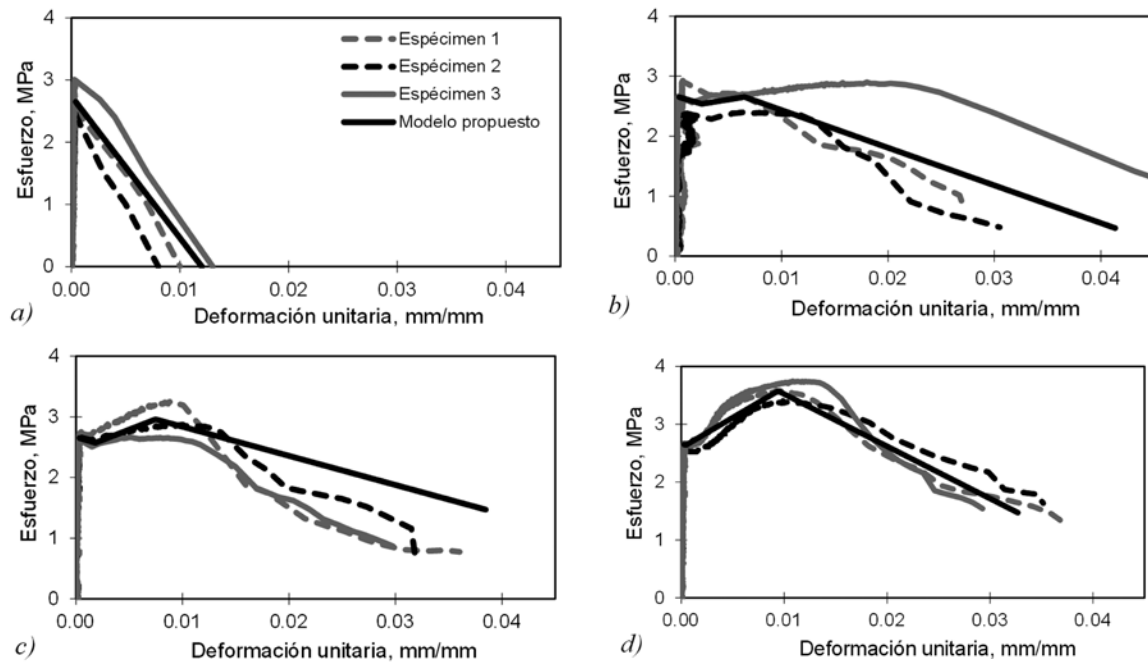 4
3
2
1
0
Esfuerzo, MPa
Espécimen 1
Espécimen 2
Espécimen 3
Modelo propuesto
0.00 0.01 0.02 0.03 0.04
Deformación unitaria, mm/mm
a)
4
3
2
1
0
Esfuerzo, MPa
0.00 0.01 0.02 0.03 0.04
Deformación unitaria, mm/mm
b)
4
3
2
1
0
Esfuerzo, MPa
0.00 0.01 0.02 0.03 0.04
Deformación unitaria, mm/mm
c)
4
3
2
1
0
Esfuerzo, MPa
0.00 0.01 0.02 0.03 0.04
Deformación unitaria, mm/mm
d)